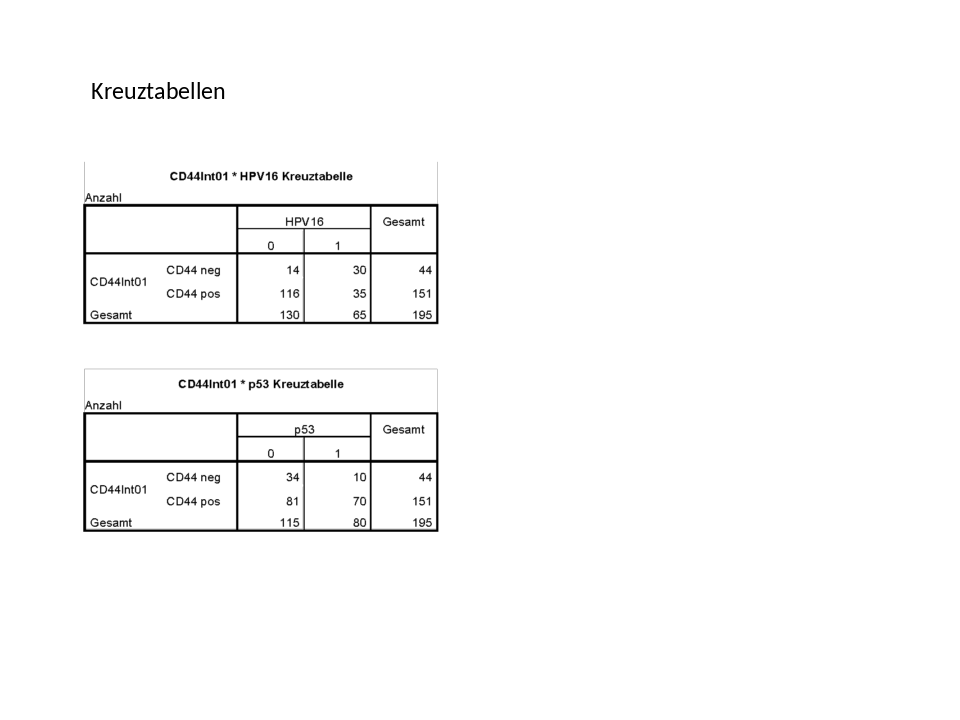 Kreuztabellen
CD44Int01 * HPV16 Kreuztabelle
Anzahl
HPV16 Gesamt
0 1
CD44Int01 CD44 neg 14 30 44
CD44 pos 116 35 151
Gesamt 130 65 195
CD44Int01 * p53 Kreuztabelle
Anzahl
p53 Gesamt
0 1
CD44Int01 CD44 neg 34 10 44
CD44 pos 81 70 151
Gesamt 115 80 195